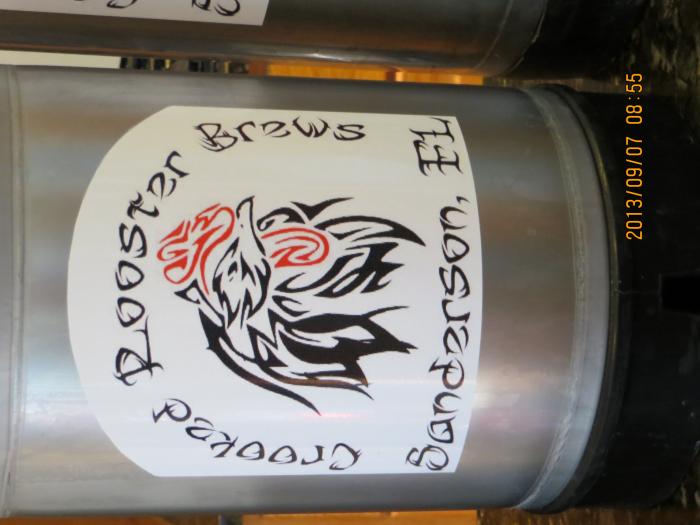 Crooked Rooster Brews
Sanderson, FL
2013/09/07 08:55